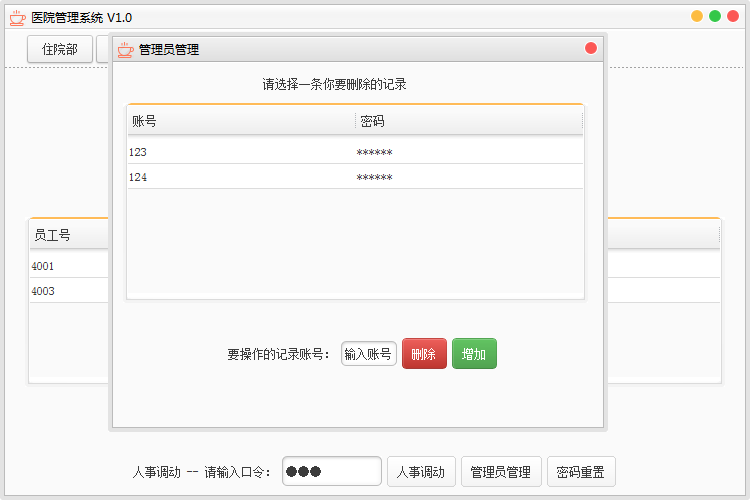 医院管理系统 V1.0
住院部
管理员管理
请选择一条你要删除的记录
账号 密码
123 ******
124 ******
员工号
4001
4003
要操作的记录账号： 输入账号 删除 增加
人事调动 -- 请输入口令： ●●● 人事调动 管理员管理 密码重置